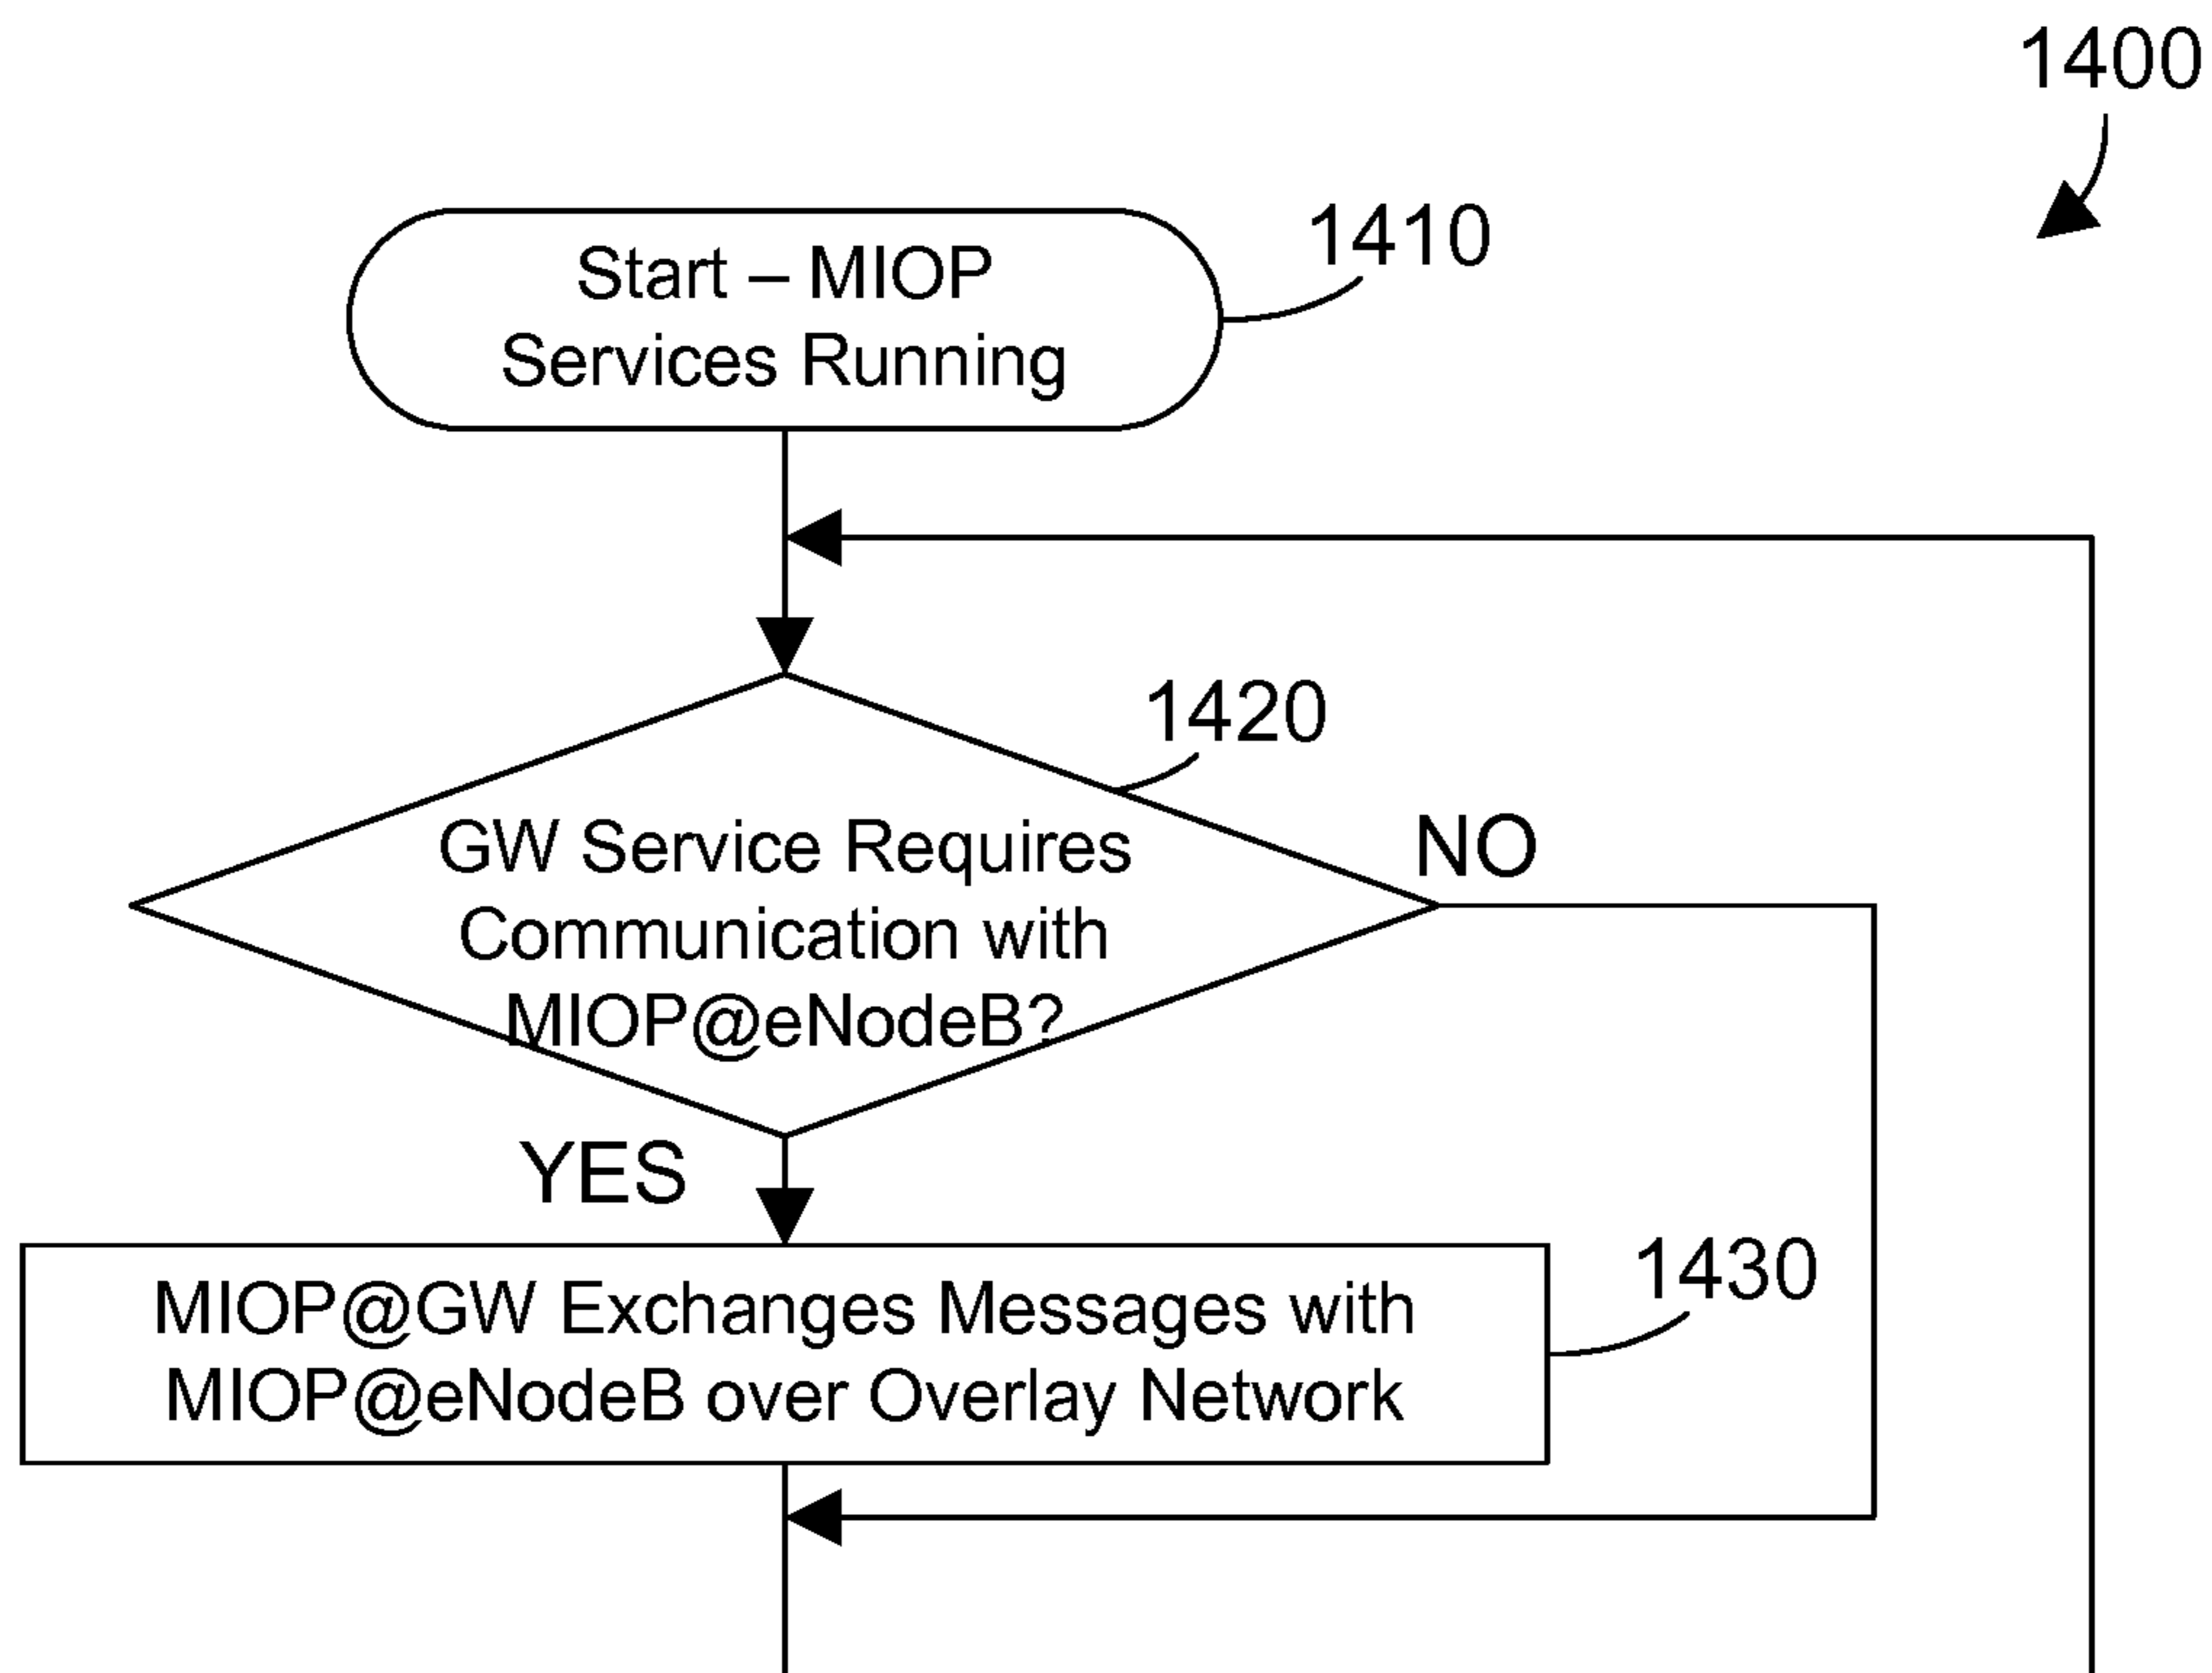 1400
1410
Start – MIOP
Services Running
1420
GW Service Requires
Communication with
MIOP@eNodeB?
NO
YES
1430
MIOP@GW Exchanges Messages with
MIOP@eNodeB over Overlay Network